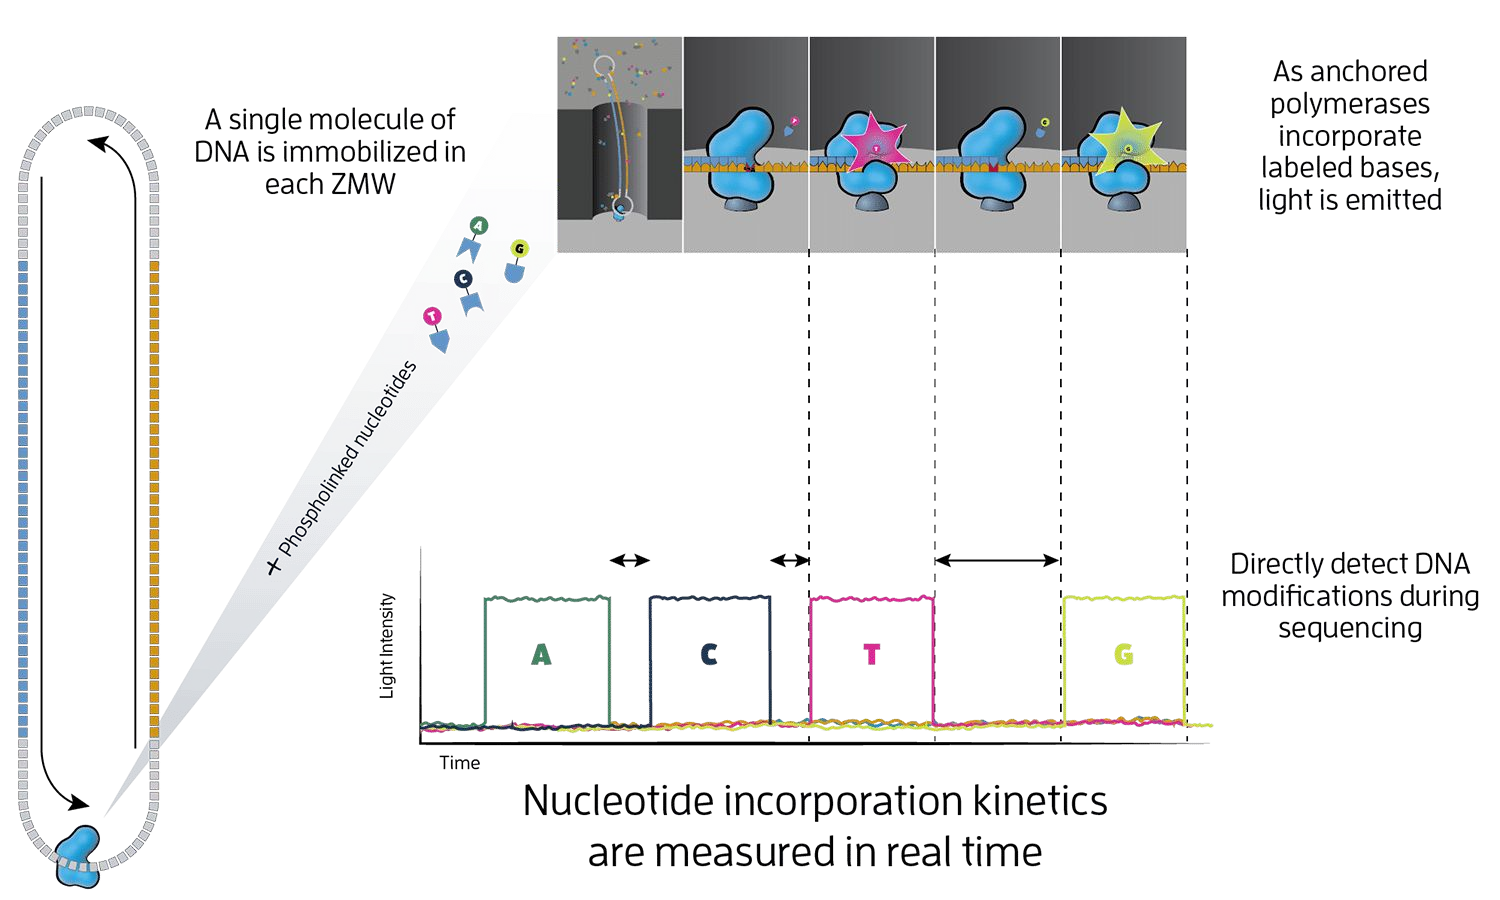 A single molecule of
DNA is immobilized in
each ZMW
As anchored
polymerases
incorporate
labeled bases,
light is emitted
T
T
G
G
A
G
C
T
+ Phospholinked nucleotides
Directly detect DNA
modifications during
sequencing
Light Intensity
A
C
T
G
Time
Nucleotide incorporation kinetics
are measured in real time